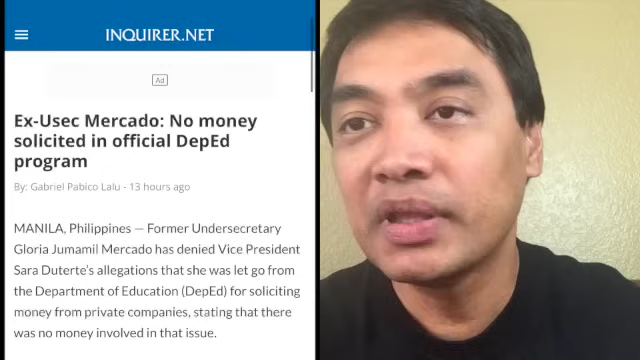 INQUIRER.NET
Ad
Ex-Usec Mercado: No money
solicited in official DepEd
program
By: Gabriel Pabico Lalu - 13 hours ago
MANILA, Philippines — Former Undersecretary
Gloria Jumamil Mercado has denied Vice President
Sara Duterte’s allegations that she was let go from
the Department of Education (DepEd) for soliciting
money from private companies, stating that there
was no money involved in that issue.